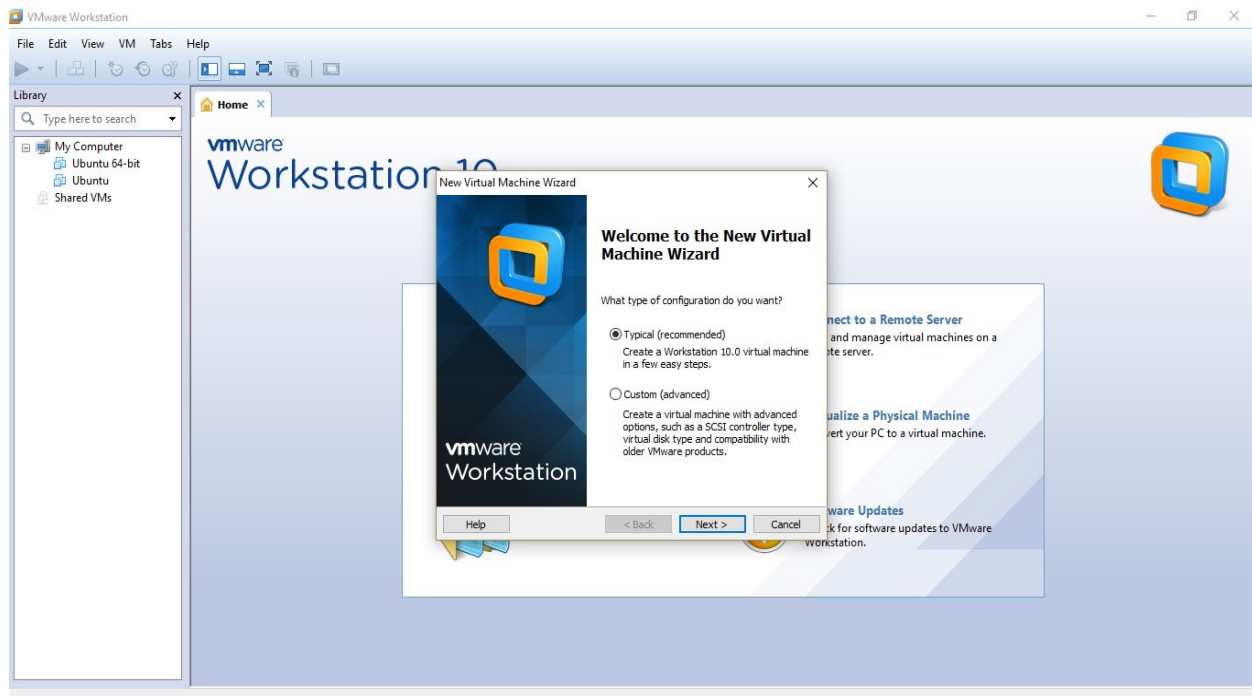 VMware Workstation
File Edit View VM Tabs Help
Library
Type here to search
My Computer
Ubuntu 64-bit
Ubuntu
Shared VMs
Home
vmware
Workstation 10
New Virtual Machine Wizard
Welcome to the New Virtual
Machine Wizard
What type of configuration do you want?
Typical (recommended)
Create a Workstation 10.0 virtual machine
in a few easy steps.
Custom (advanced)
Create a virtual machine with advanced
options, such as a SCSI controller type,
virtual disk type and compatibility with
older VMware products.
vmware
Workstation
Help
< Back
Next >
Cancel
nect to a Remote Server
and manage virtual machines on a
ote server.
ualize a Physical Machine
vert your PC to a virtual machine.
ware Updates
ck for software updates to VMware
Workstation.